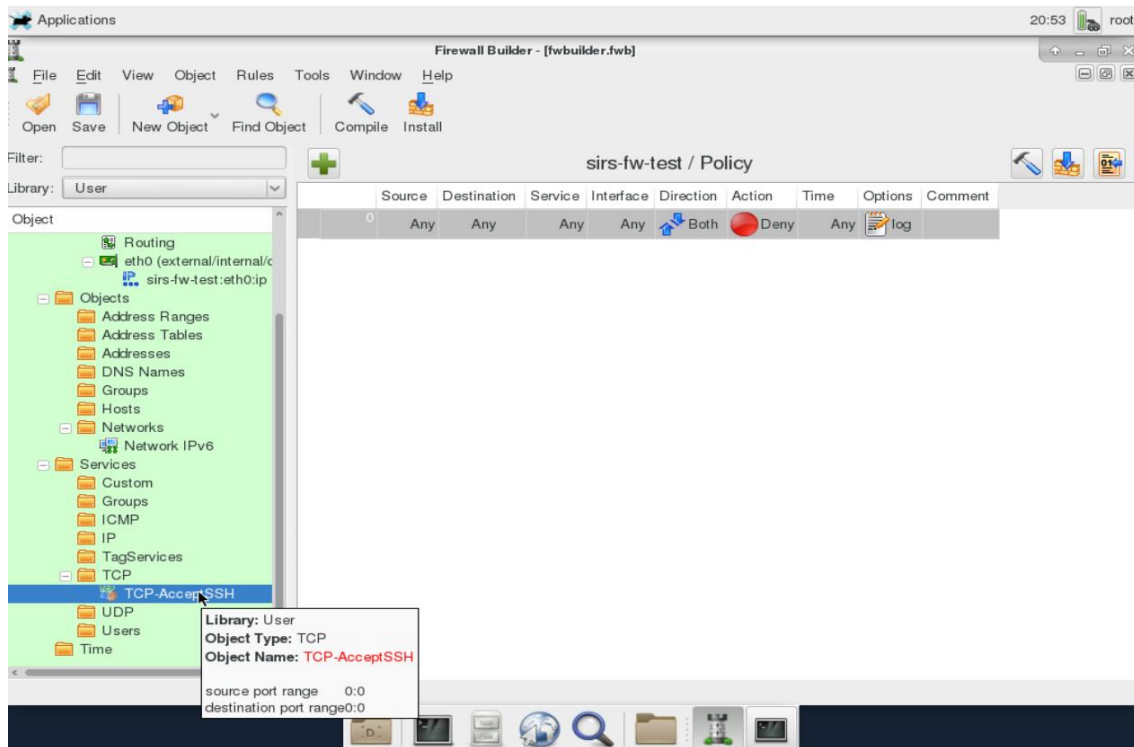 Applications
20:53
root
Firewall Builder - [fwbuilder.fwb]
File Edit View Object Rules Tools Window Help
Open Save New Object Find Object Compile Install
Filter:
sirs-fw-test / Policy
Library: User
Source Destination Service Interface Direction Action Time Options Comment
Object
0 Any Any Any Any Both Deny Any log
Routing
eth0 (external/internal/c
sirs-fw-test:eth0:ip
Objects
Address Ranges
Address Tables
Addresses
DNS Names
Groups
Hosts
Networks
Network IPv6
Services
Custom
Groups
ICMP
IP
TagServices
TCP
TCP-AcceptSSH
UDP
Users
Time
Library: User
Object Type: TCP
Object Name: TCP-AcceptSSH
source port range 0:0
destination port range0:0